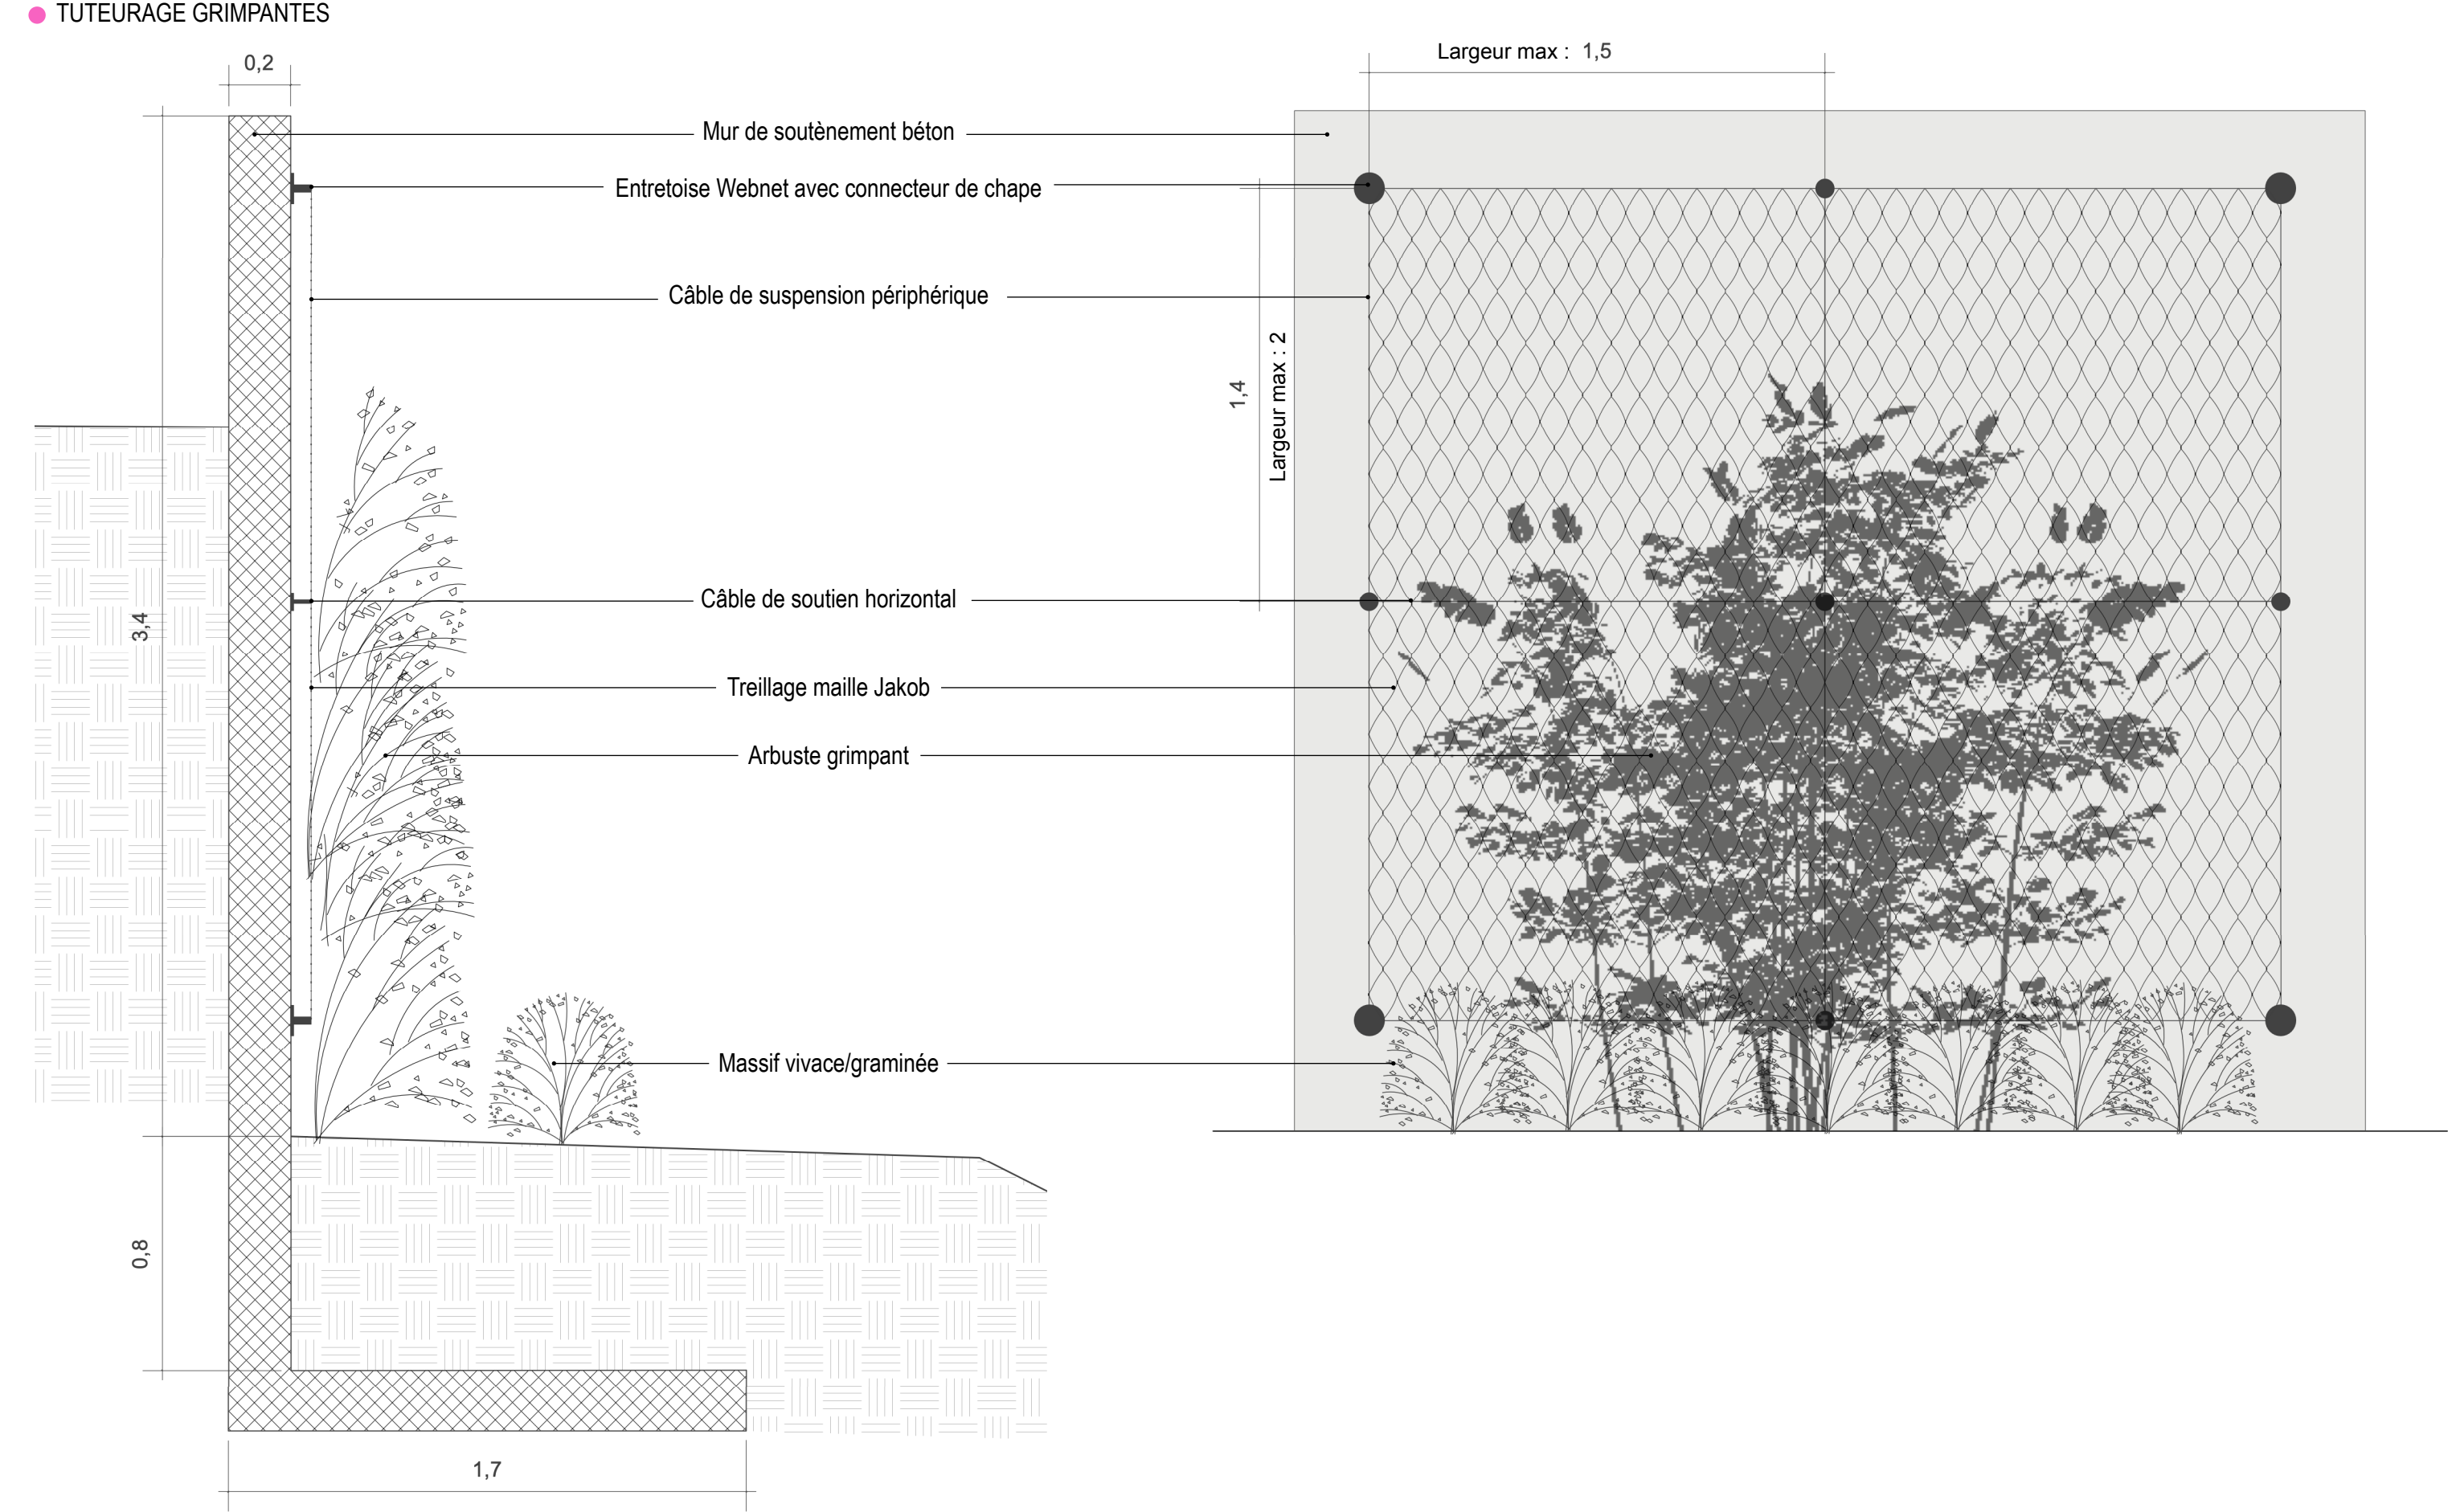 TUTEURAGE GRIMPANTES
0,2
Largeur max : 1,5
Mur de soutènement béton
Entretoise Webnet avec connecteur de chape
Câble de suspension périphérique
1,4
Largeur max : 2
Câble de soutien horizontal
3,4
Treillage maille Jakob
Arbuste grimpant
Massif vivace/graminée
0,8
1,7